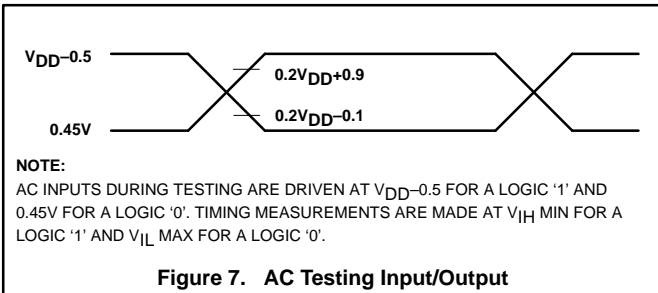 VDD–0.5
0.2VDD+0.9
0.2VDD–0.1
0.45V
NOTE:
AC INPUTS DURING TESTING ARE DRIVEN AT VDD–0.5 FOR A LOGIC ‘1’ AND
0.45V FOR A LOGIC ‘0’. TIMING MEASUREMENTS ARE MADE AT VIH MIN FOR A
LOGIC ‘1’ AND VIL MAX FOR A LOGIC ‘0’.
Figure 7. AC Testing Input/Output